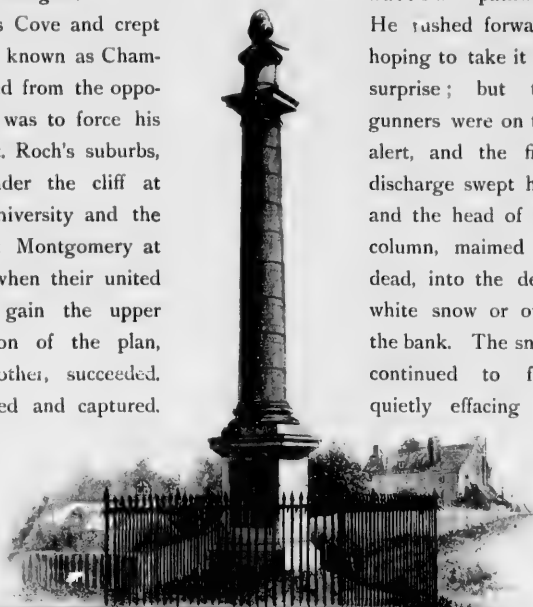 s Cove and crept
known as Cham-
d from the oppo-
was to force his
. Roch's suburbs,
der the cliff at
niversity and the
Montgomery at
when their united
gain the upper
on of the plan,
other, succeeded.
ed and captured.
He rushed forwa
hoping to take it
surprise ; but t
gunners were on t
alert, and the fi
discharge swept h
and the head of
column, maimed
dead, into the de
white snow or o
the bank. The sn
continued to f
quietly effacing